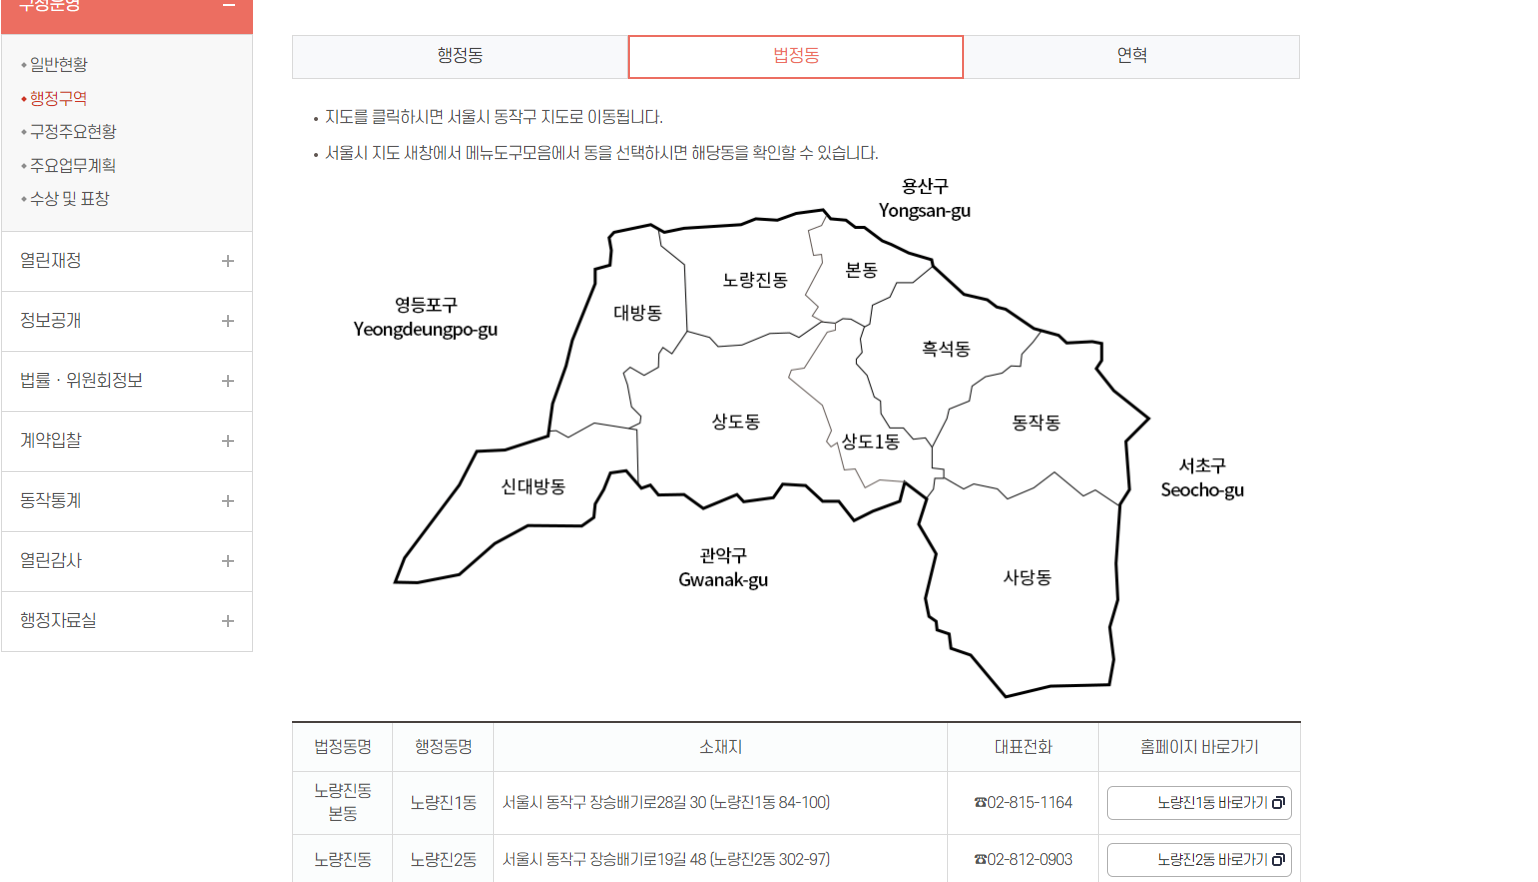 구정운영
일반현황
행정구역
구정주요현황
주요업무계획
수상 및 표창
열린재정
정보공개
법률 · 위원회정보
계약입찰
동작통계
열린감사
행정자료실
행정동 법정동 연혁
지도를 클릭하시면 서울시 동작구 지도로 이동됩니다.
서울시 지도 새창에서 메뉴도구모음에서 동을 선택하시면 해당동을 확인할 수 있습니다.
용산구
Yongsan-gu
본동
노량진동
영등포구
Yeongdeungpo-gu
대방동
흑석동
상도동
동작동
상도1동
서초구
Seocho-gu
신대방동
관악구
Gwanak-gu
사당동
법정동명 행정동명 소재지 대표전화 홈페이지 바로가기
노량진동
본동
노량진1동 서울시 동작구 장승배기로28길 30 (노량진1동 84-100) ☎02-815-1164 노량진1동 바로가기
노량진동 노량진2동 서울시 동작구 장승배기로19길 48 (노량진2동 302-97) ☎02-812-0903 노량진2동 바로가기